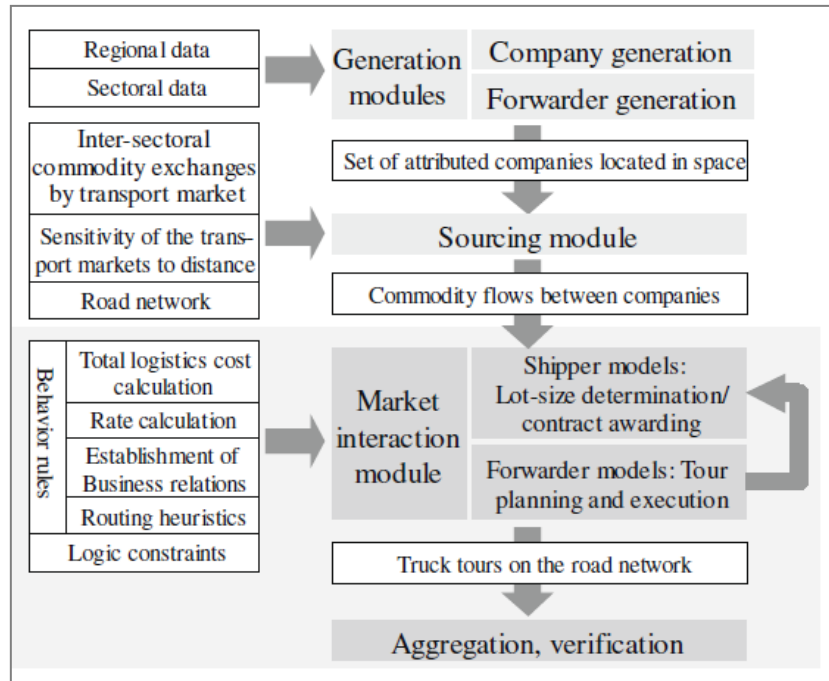 Regional data
Sectoral data
Generation
modules
Company generation
Forwarder generation
Inter-sectoral
commodity exchanges
by transport market
Sensitivity of the trans-
port markets to distance
Road network
Set of attributed companies located in space
Sourcing module
Commodity flows between companies
Behavior rules
Total logistics cost
calculation
Rate calculation
Establishment of
Business relations
Routing heuristics
Logic constraints
Market
interaction
module
Shipper models:
Lot-size determination/
contract awarding
Forwarder models: Tour
planning and execution
Truck tours on the road network
Aggregation, verification